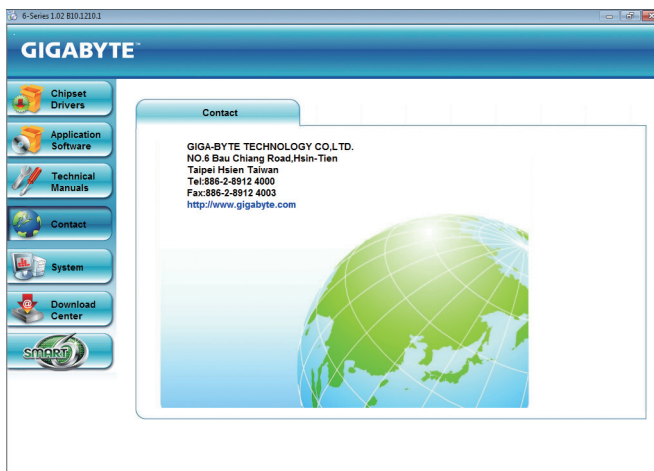 6-Series 1.02 B10.1210.1
GIGABYTE™
Chipset
Drivers
Application
Software
Technical
Manuals
Contact
System
Download
Center
SMART6
Contact
GIGA-BYTE TECHNOLOGY CO,LTD.
NO.6 Bau Chiang Road,Hsin-Tien
Taipei Hsien Taiwan
Tel:886-2-8912 4000
Fax:886-2-8912 4003
http://www.gigabyte.com